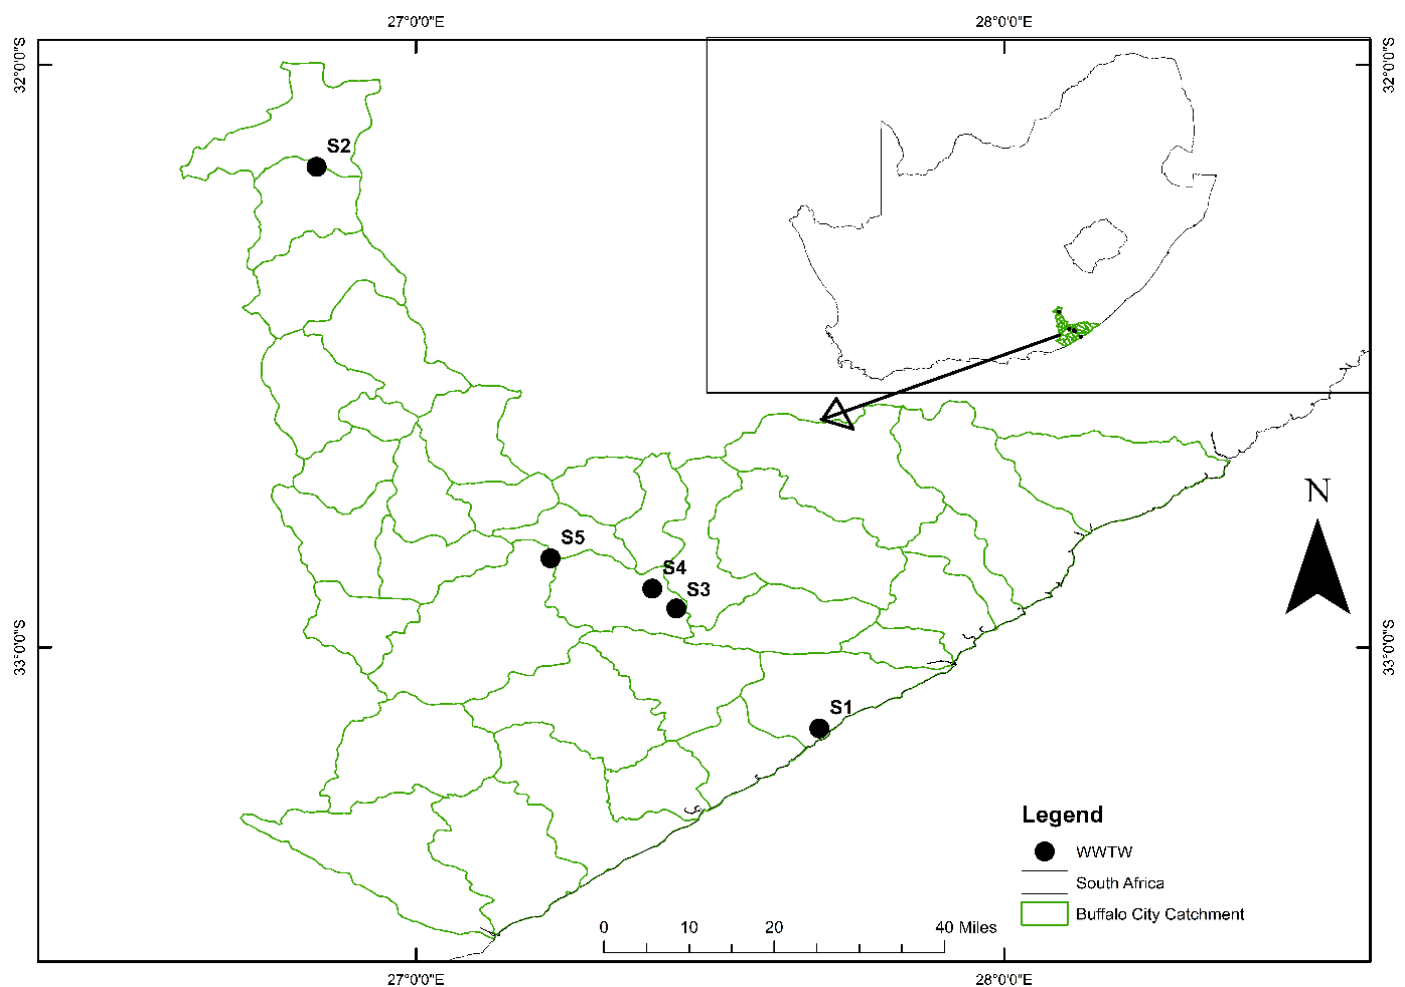 27°0'0"E
28°0'0"E
32°0'0"S
32°0'0"S
S2
N
S5
S4
S3
33°0'0"S
33°0'0"S
S1
Legend
WWTW
South Africa
Buffalo City Catchment
0 10 20 40 Miles
27°0'0"E
28°0'0"E